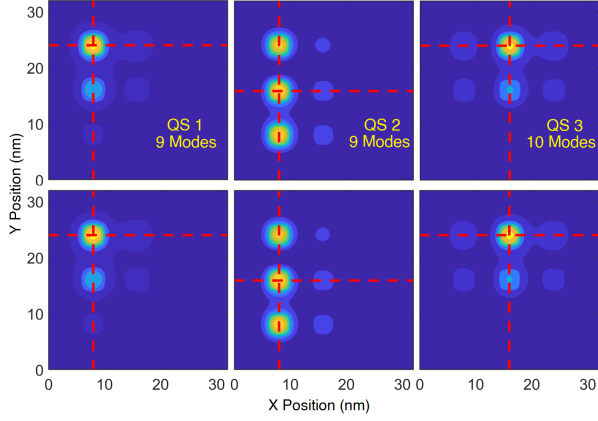 30
20
10
0
QS 1
9 Modes
QS 2
9 Modes
QS 3
10 Modes
Y Position (nm)
30
20
10
0
0 10 20 30 0 10 20 30 0 10 20 30
X Position (nm)